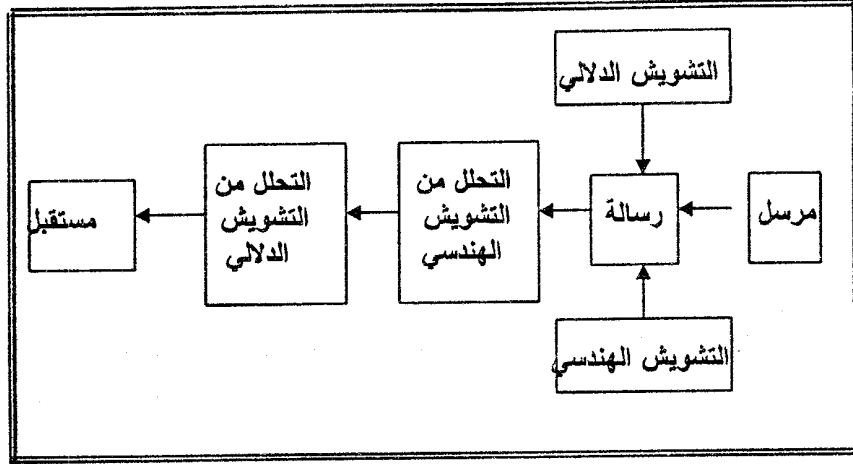 التشويش الدلالي
مرسل
رسالة
التحلل من
التشويش
الهندسي
التحلل من
التشويش
الدلالي
مستقبل
التشويش الهندسي